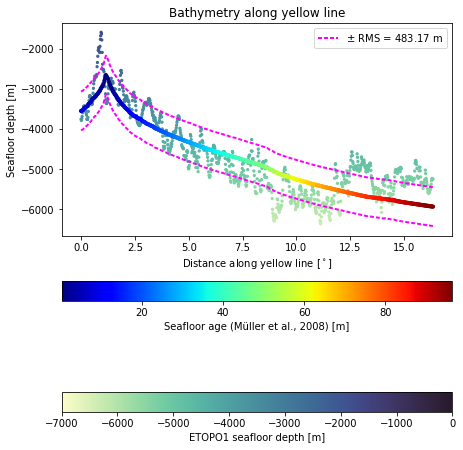 Bathymetry along yellow line
± RMS = 483.17 m
Seafloor depth [m]
−2000
−3000
−4000
−5000
−6000
0.0 2.5 5.0 7.5 10.0 12.5 15.0
Distance along yellow line [°]
20 40 60 80
Seafloor age (Müller et al., 2008) [m]
−7000 −6000 −5000 −4000 −3000 −2000 −1000 0
ETOPO1 seafloor depth [m]